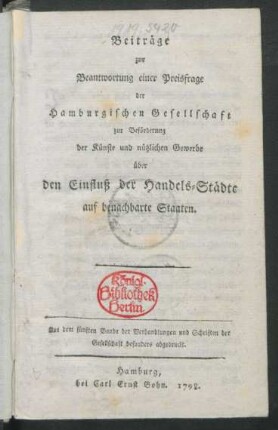 Beiträge
zur
Beantwortung einer Preisfrage
der
Hamburgischen Gesellschaft
zur Beförderung
der Künste und nüzlichen Gewerbe
über
den Einfluß der Handels-Städte
auf benachbarte Staaten.
Königl.
Bibliothek
Berlin.
Aus dem fünften Bande der Verhandlungen und Schriften der
Gesellschaft besonders abgedruckt.
Hamburg,
bei Carl Ernst Bohn. 1798.